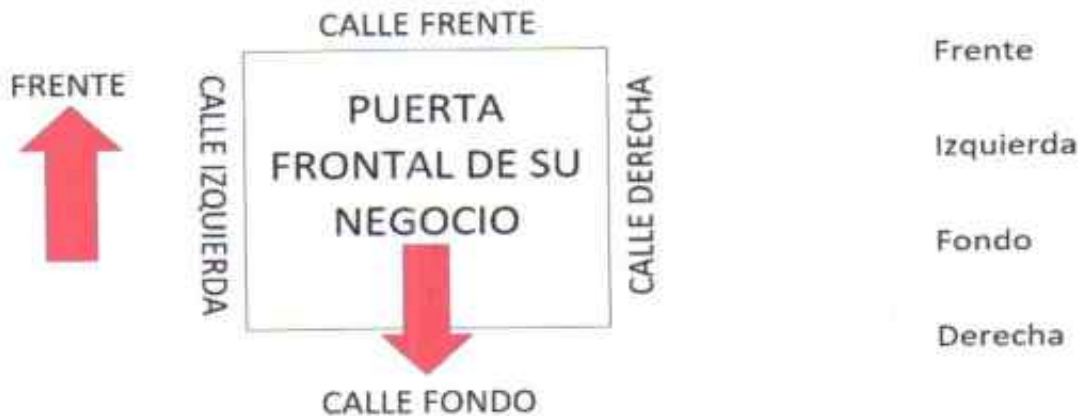 CALLE FRENTE
FRENTE
CALLE IZQUIERDA
PUERTA
FRONTAL DE SU
NEGOCIO
CALLE DERECHA
CALLE FONDO
Frente
Izquierda
Fondo
Derecha